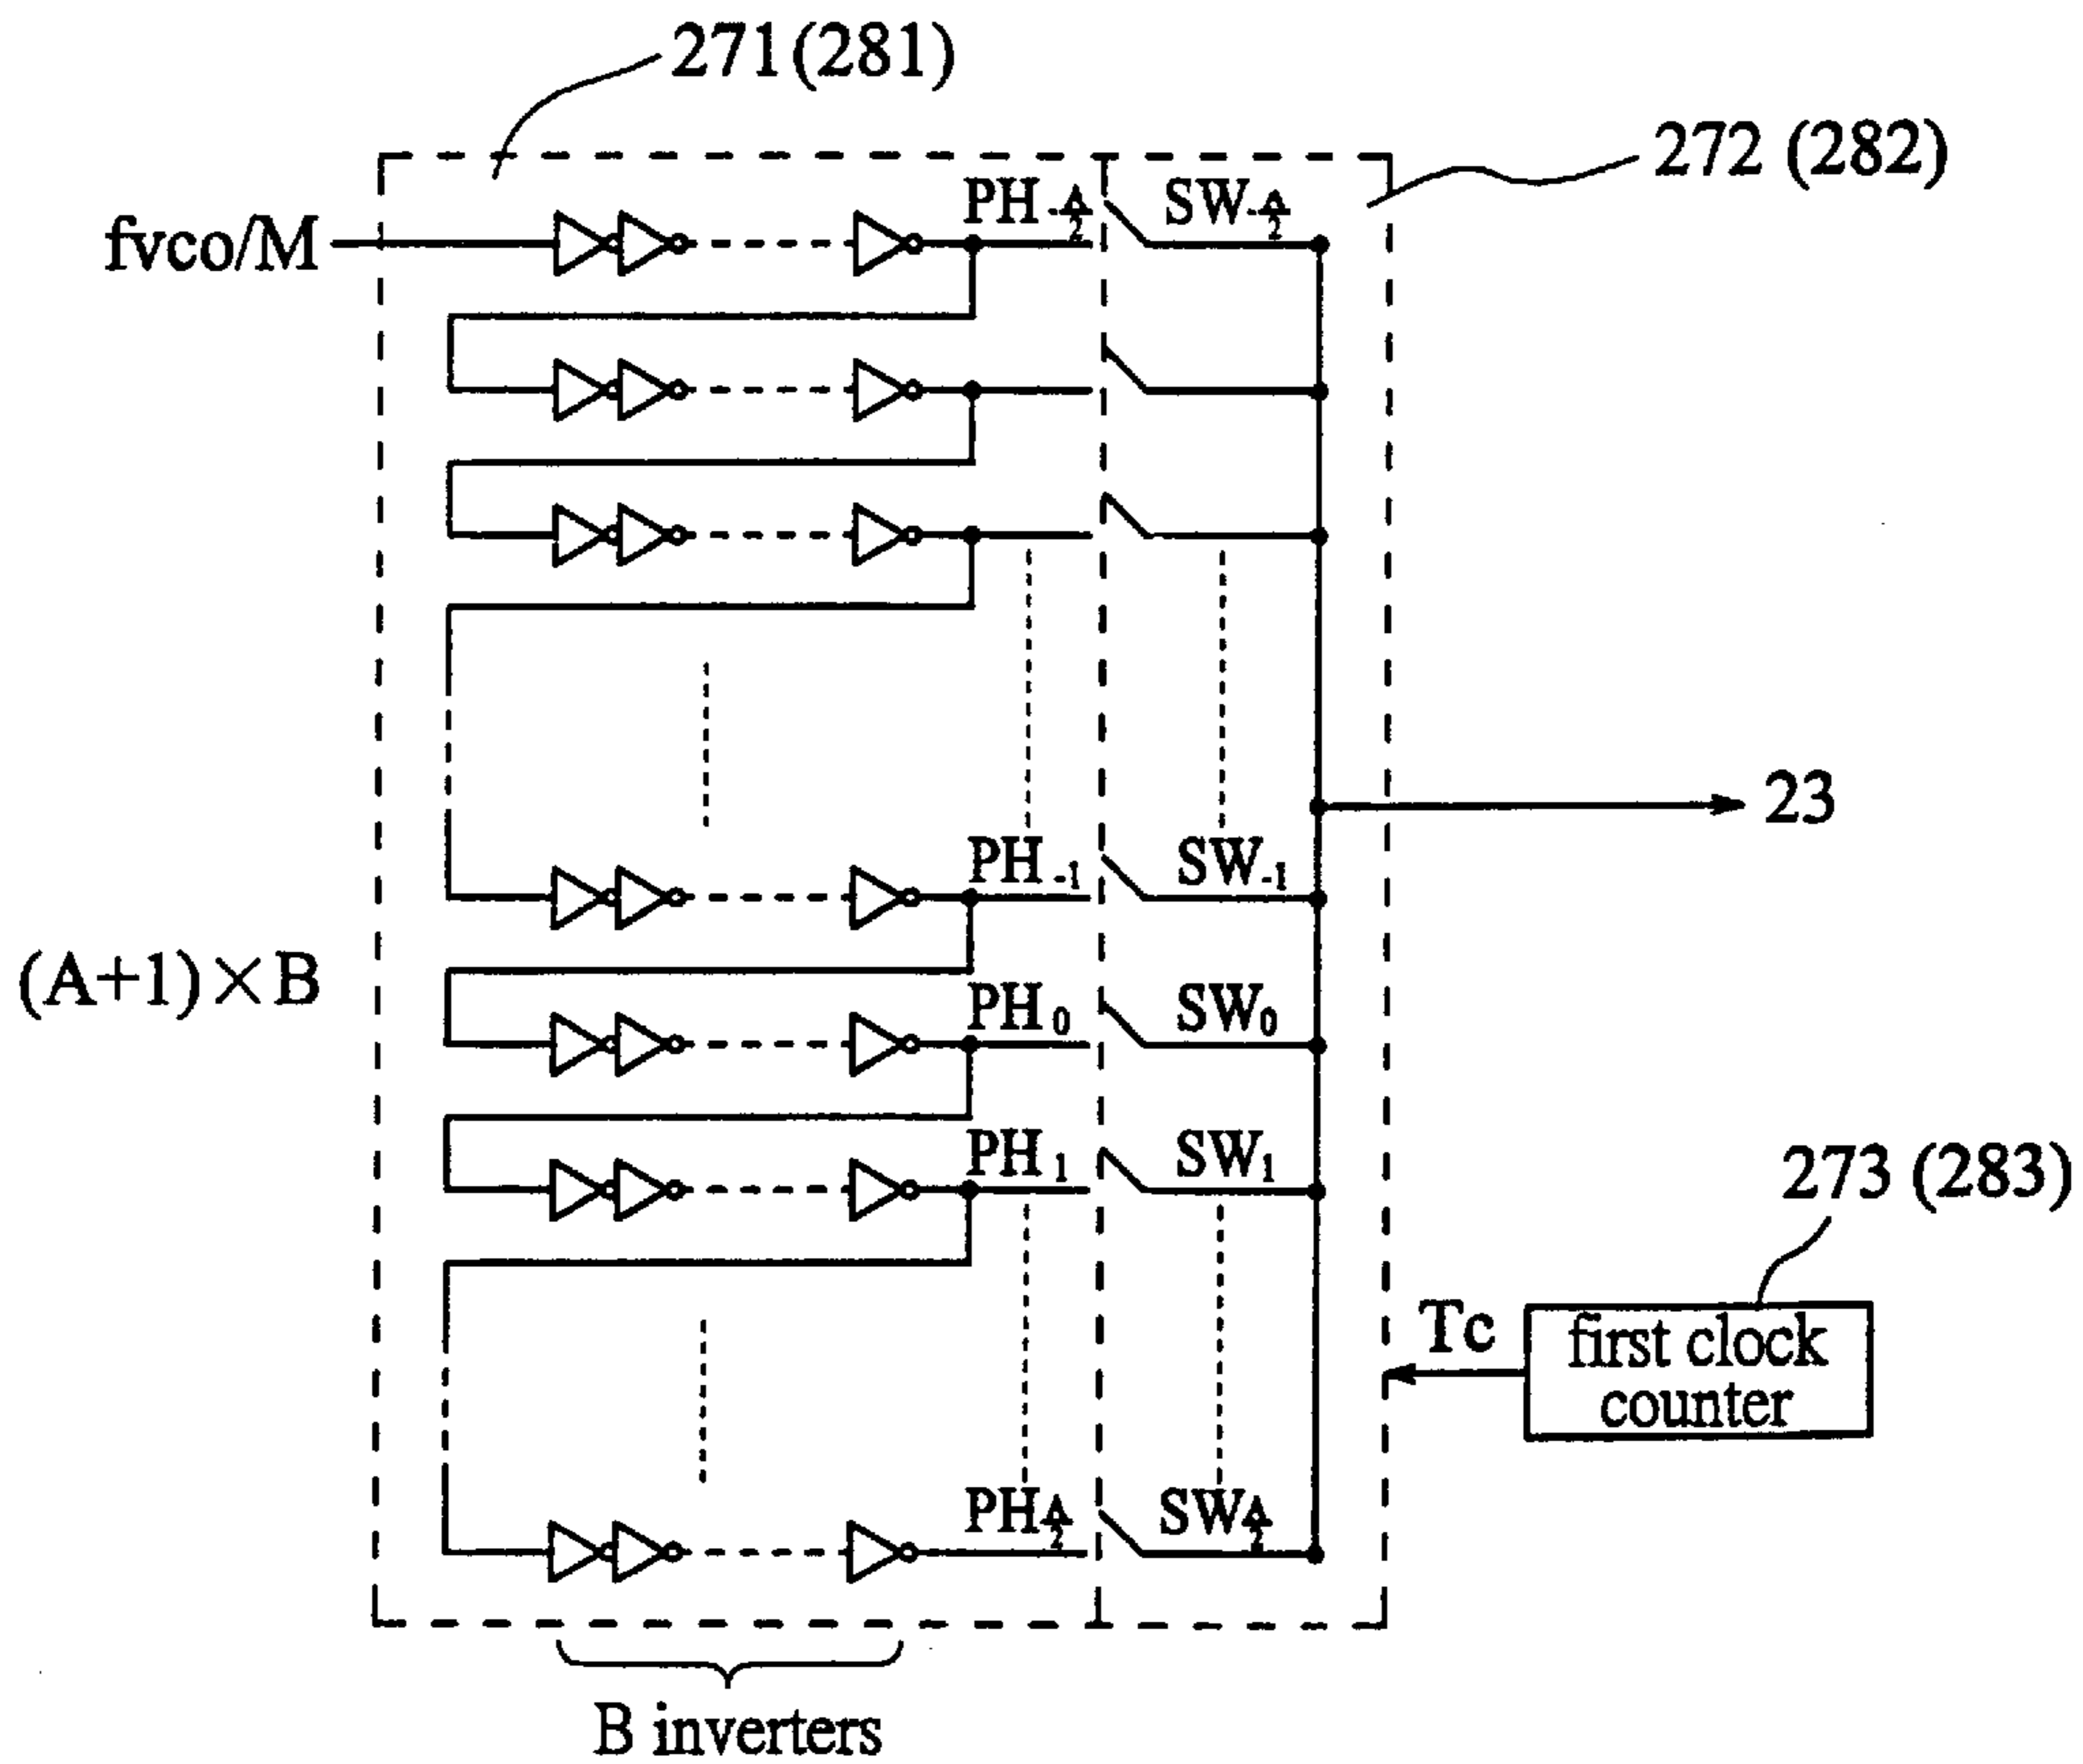 271(281)
272 (282)
fvco/M
PH-A/2
SW-A/2
23
PH-1
SW-1
(A+1)×B
PH0
SW0
PH1
SW1
273 (283)
Tc
first clock
counter
PHA/2
SWA/2
B inverters